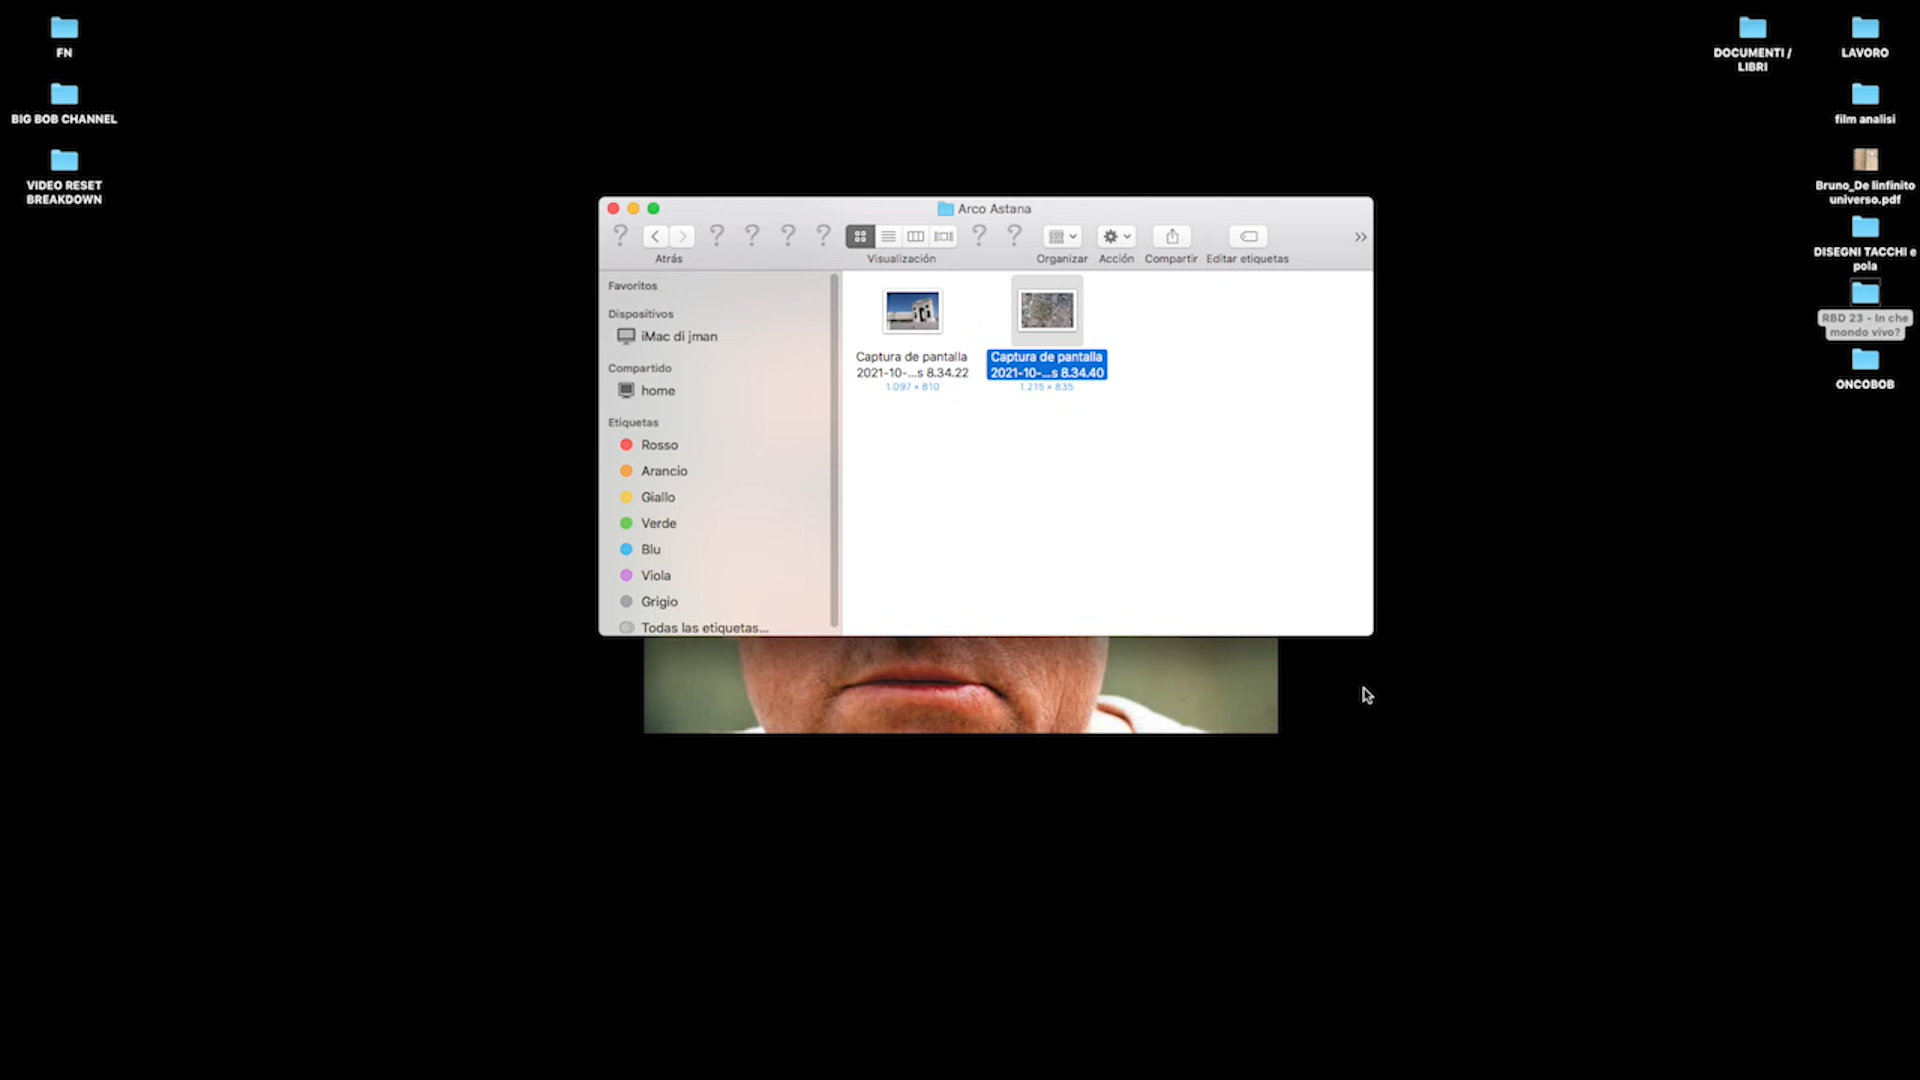 FN
BIG BOB CHANNEL
VIDEO RESET
BREAKDOWN
DOCUMENTI /
LIBRI
LAVORO
film analisi
Bruno_De linfinito
universo.pdf
DISEGNI TACCHI e
pola
RBD 23 - In che
mondo vivo?
ONCOBOB
Arco Astana
? ? ? ? ? ? ?
Atrás
Visualización
Organizar
Acción
Compartir
Editar etiquetas
Favoritos
Dispositivos
iMac di jman
Compartido
home
Etiquetas
Rosso
Arancio
Giallo
Verde
Blu
Viola
Grigio
Todas las etiquetas...
Captura de pantalla
2021-10-...s 8.34.22
1.097 × 810
Captura de pantalla
2021-10-...s 8.34.40
1.215 × 835